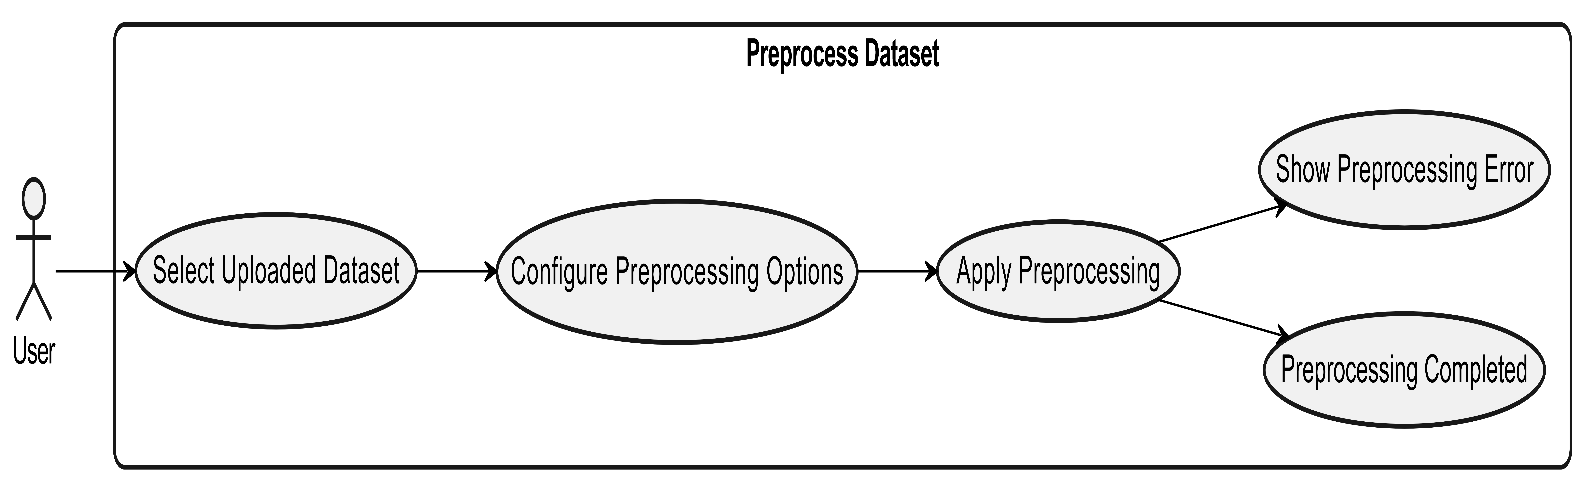 Preprocess Dataset
User
Select Uploaded Dataset
Configure Preprocessing Options
Apply Preprocessing
Show Preprocessing Error
Preprocessing Completed